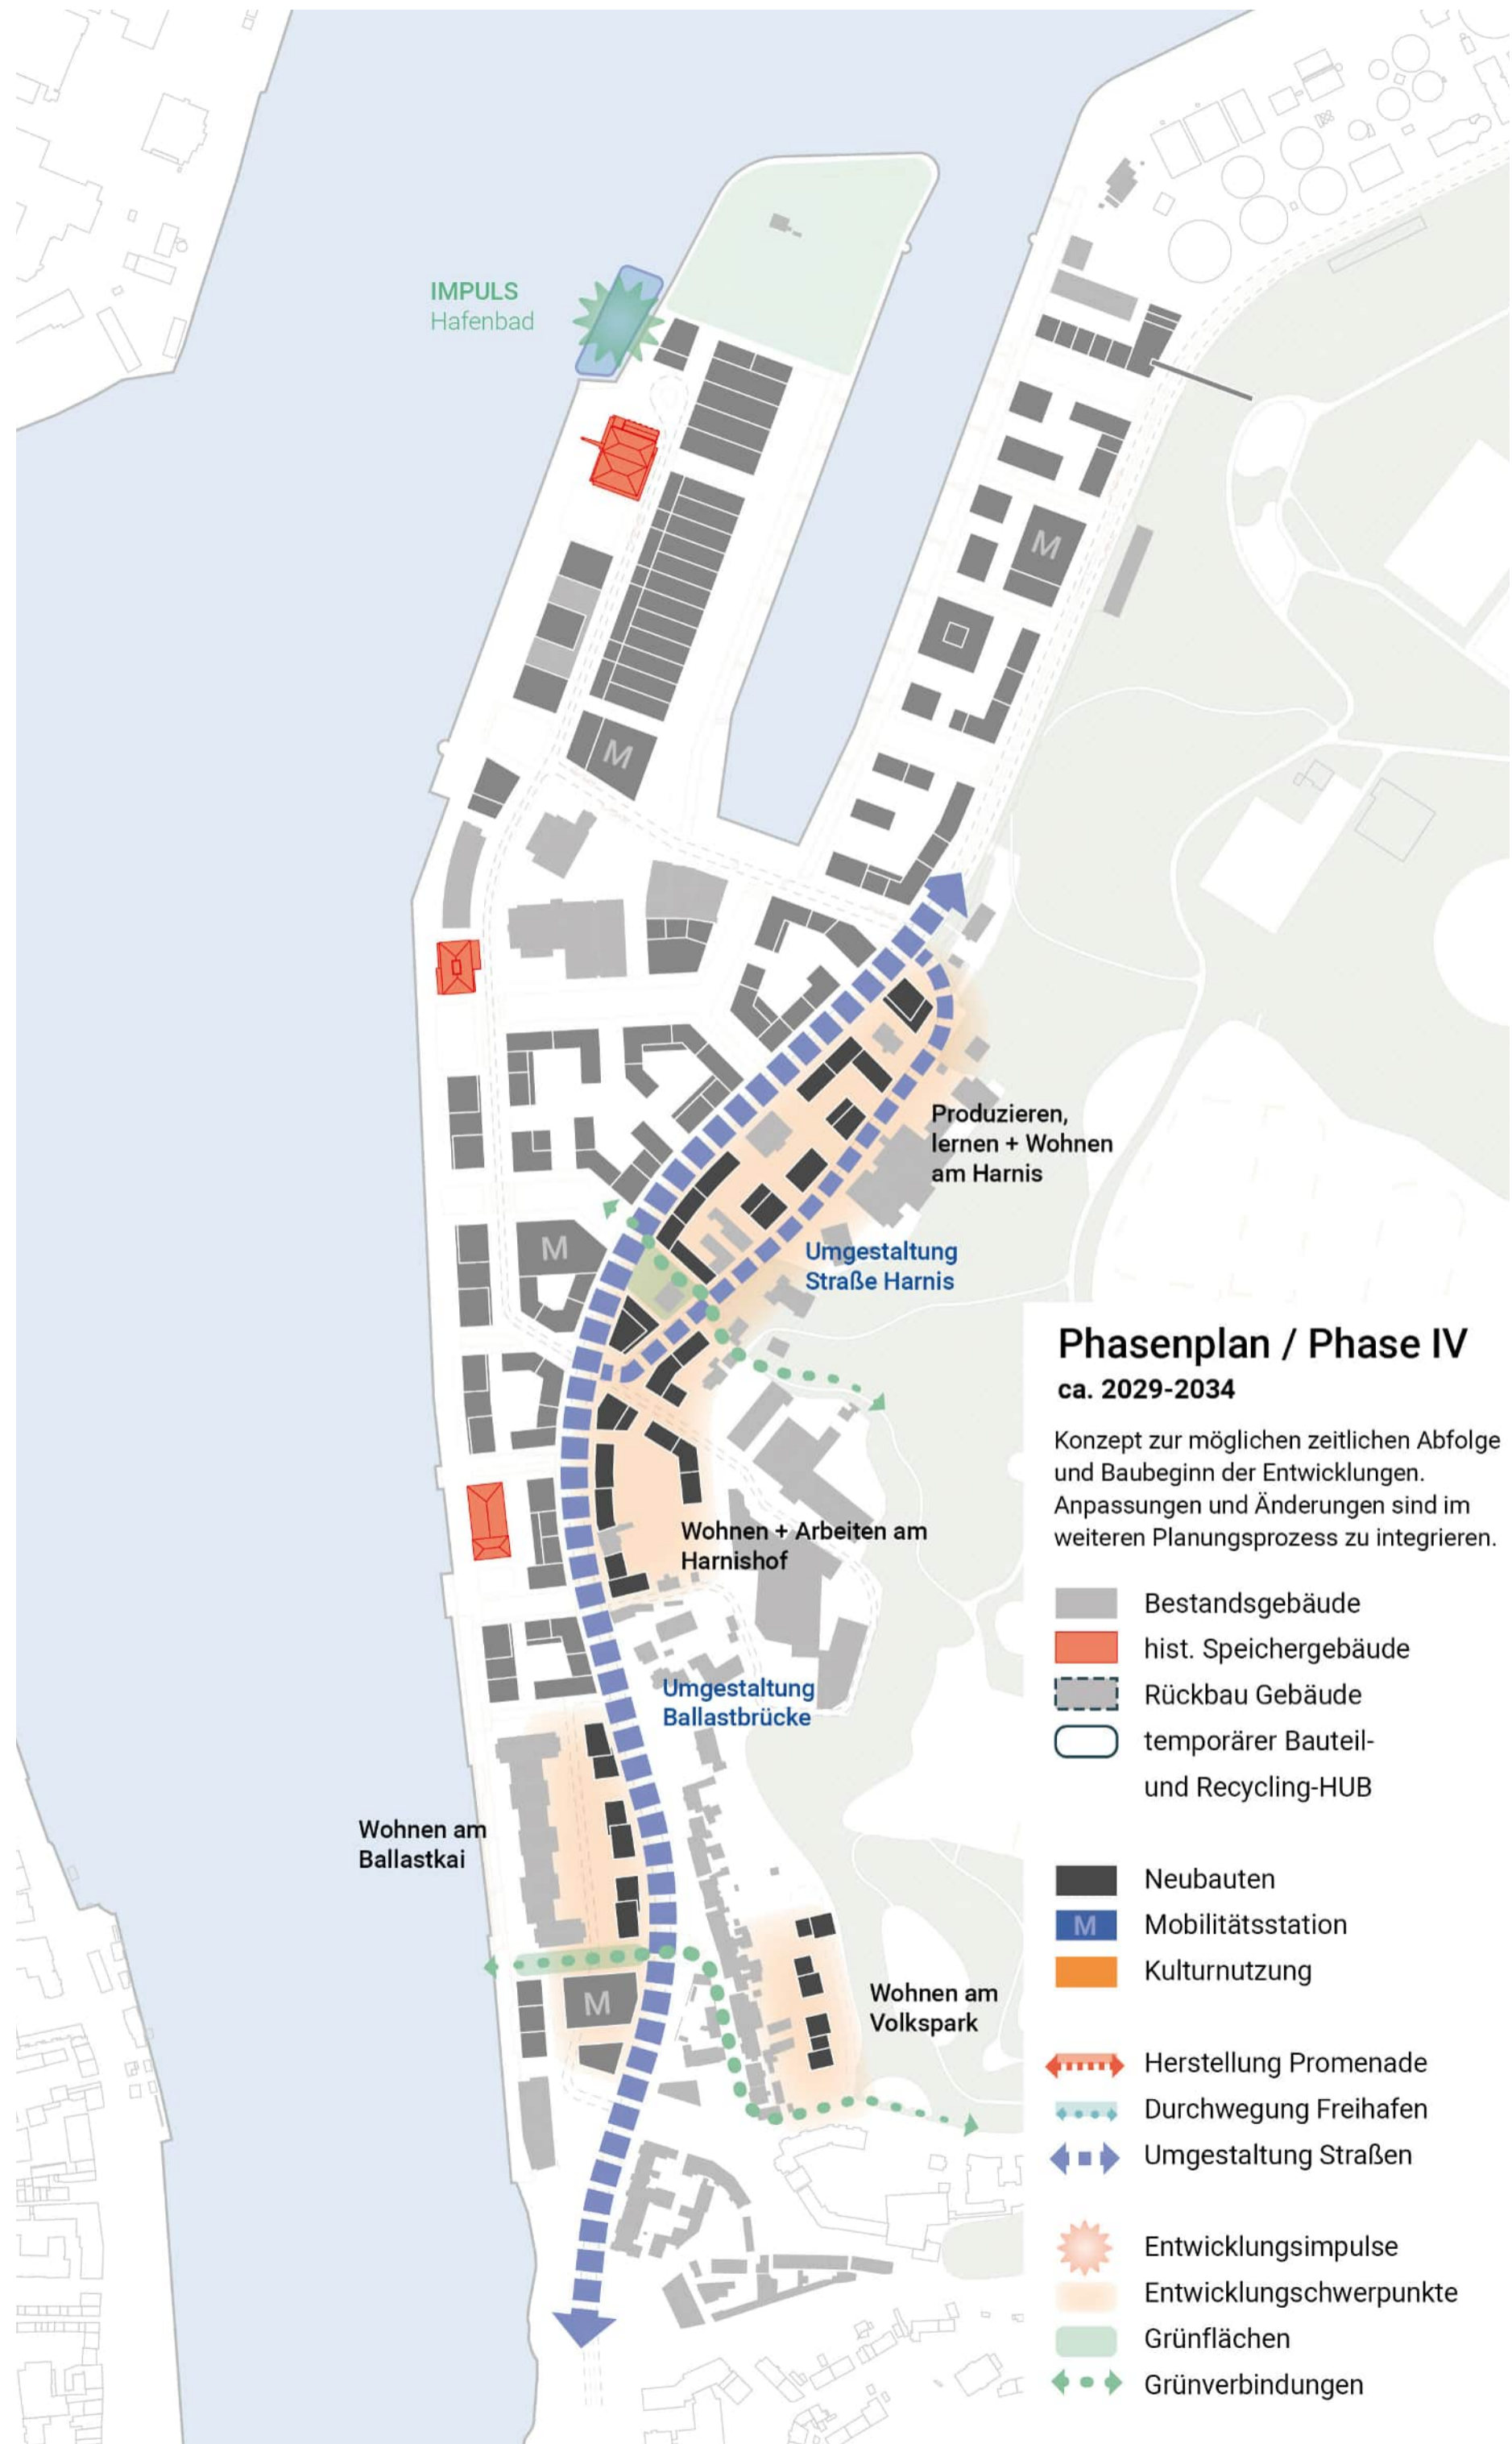 IMPULS
Hafenbad
M
M
Produzieren,
lernen + Wohnen
am Harnis
M
Umgestaltung
Straße Harnis
Phasenplan / Phase IV
ca. 2029-2034
Konzept zur möglichen zeitlichen Abfolge
und Baubeginn der Entwicklungen.
Anpassungen und Änderungen sind im
weiteren Planungsprozess zu integrieren.
Wohnen + Arbeiten am
Harnishof
Bestandsgebäude
hist. Speichergebäude
Rückbau Gebäude
temporärer Bauteil-
und Recycling-HUB
Umgestaltung
Ballastbrücke
Wohnen am
Ballastkai
Neubauten
M
Mobilitätsstation
Kulturnutzung
M
Wohnen am
Volkspark
Herstellung Promenade
Durchwegung Freihafen
Umgestaltung Straßen
Entwicklungsimpulse
Entwicklungschwerpunkte
Grünflächen
Grünverbindungen